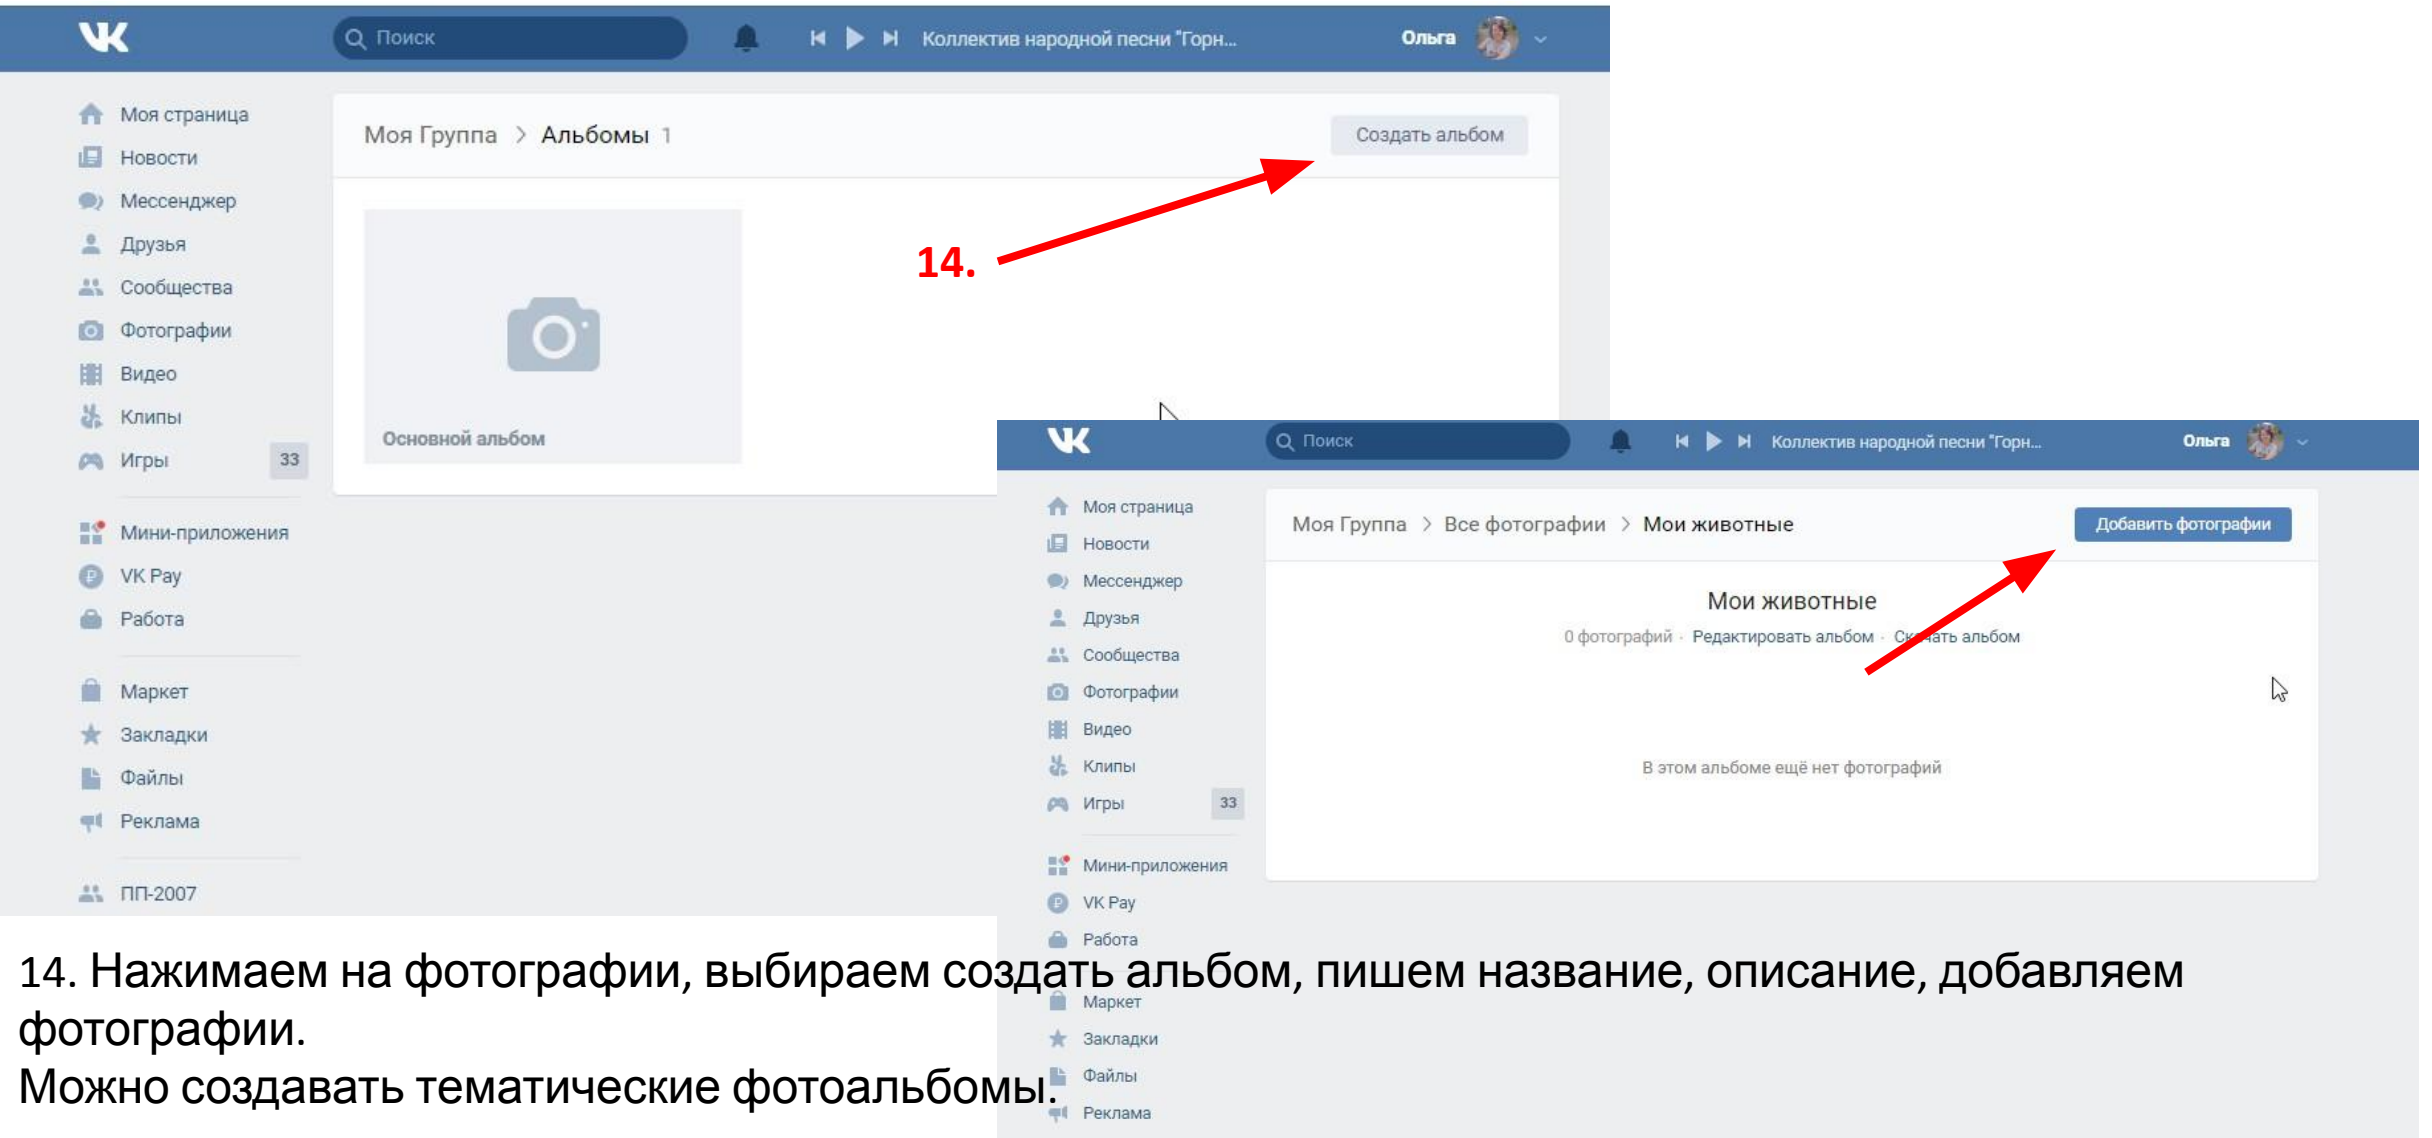 Поиск
Коллектив народной песни "Горн...
Ольга
Моя страница
Новости
Мессенджер
Друзья
Сообщества
Фотографии
Видео
Клипы
Игры 33
Мини-приложения
VK Pay
Работа
Маркет
Закладки
Файлы
Реклама
ПП-2007
Моя Группа > Альбомы 1
Создать альбом
14.
Основной альбом
Поиск
Коллектив народной песни "Горн...
Ольга
Моя страница
Новости
Мессенджер
Друзья
Сообщества
Фотографии
Видео
Клипы
Игры 33
Мини-приложения
VK Pay
Работа
Маркет
Закладки
Файлы
Реклама
Моя Группа > Все фотографии > Мои животные
Добавить фотографии
Мои животные
0 фотографий · Редактировать альбом · Скачать альбом
В этом альбоме ещё нет фотографий
14. Нажимаем на фотографии, выбираем создать альбом, пишем название, описание, добавляем
фотографии.
Можно создавать тематические фотоальбомы.